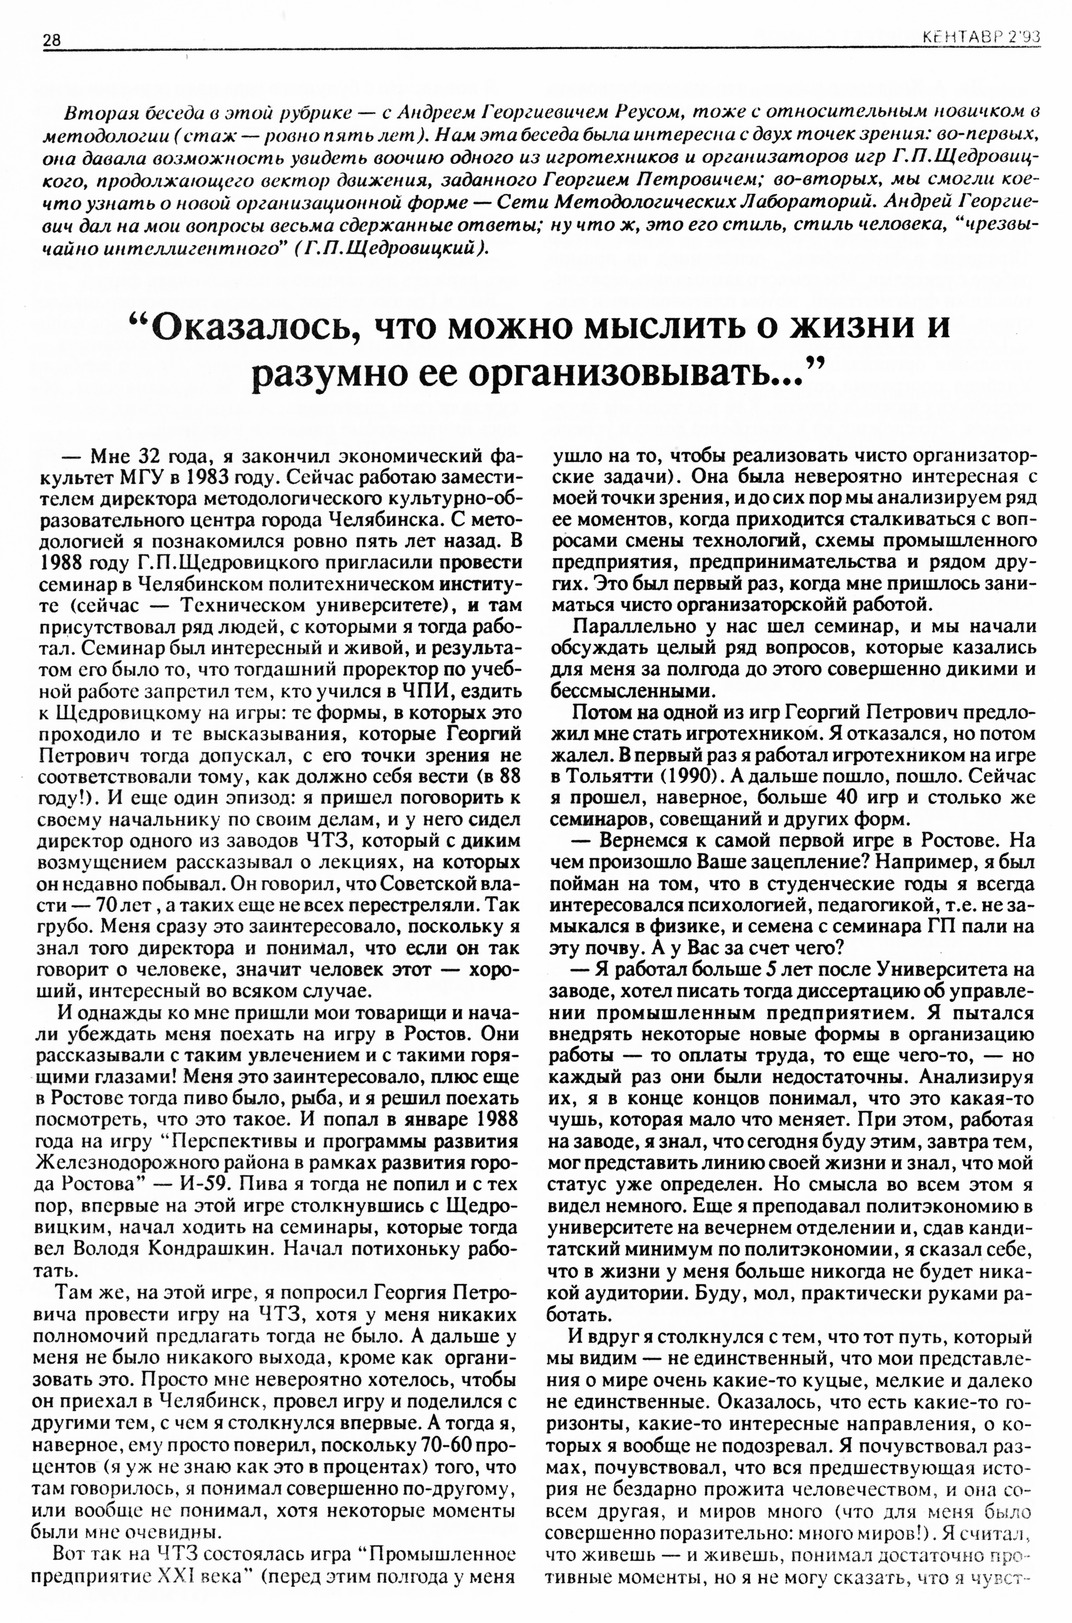 28
КЕНТАВР 2'93
Вторая беседа в этой рубрике — с Андреем Георгиевичем Реусом, тоже с относительным новичком в
методологии (стаж — ровно пять лет). Нам эта беседа была интересна с двух точек зрения: во-первых,
она давала возможность увидеть воочию одного из игротехников и организаторов игр Г.П.Щедровиц-
кого, продолжающего вектор движения, заданного Георгием Петровичем; во-вторых, мы смогли кое-
что узнать о новой организационной форме — Сети Методологических Лабораторий. Андрей Георгие-
вич дал на мои вопросы весьма сдержанные ответы; ну что ж, это его стиль, стиль человека, “чрезвы-
чайно интеллигентного” (Г.П.Щедровицкий).
“Оказалось, что можно мыслить о жизни и
разумно ее организовывать...”
— Мне 32 года, я закончил экономический фа-
культет МГУ в 1983 году. Сейчас работаю замести-
телем директора методологического культурно-об-
разовательного центра города Челябинска. С мето-
дологией я познакомился ровно пять лет назад. В
1988 году Г.П.Щедровицкого пригласили провести
семинар в Челябинском политехническом институ-
те (сейчас — Техническом университете), и там
присутствовал ряд людей, с которыми я тогда рабо-
тал. Семинар был интересный и живой, и результа-
том его было то, что тогдашний проректор по учеб-
ной работе запретил тем, кто учился в ЧПИ, ездить
к Щедровицкому на игры: те формы, в которых это
проходило и те высказывания, которые Георгий
Петрович тогда допускал, с его точки зрения не
соответствовали тому, как должно себя вести (в 88
году!). И еще один эпизод: я пришел поговорить к
своему начальнику по своим делам, и у него сидел
директор одного из заводов ЧТЗ, который с диким
возмущением рассказывал о лекциях, на которых
он недавно побывал. Он говорил, что Советской вла-
сти — 70 лет , а таких еще не всех перестреляли. Так
грубо. Меня сразу это заинтересовало, поскольку я
знал того директора и понимал, что если он так
говорит о человеке, значит человек этот — хоро-
ший, интересный во всяком случае.
И однажды ко мне пришли мои товарищи и нача-
ли убеждать меня поехать на игру в Ростов. Они
рассказывали с таким увлечением и с такими горя-
щими глазами! Меня это заинтересовало, плюс еще
в Ростове тогда пиво было, рыба, и я решил поехать
посмотреть, что это такое. И попал в январе 1988
года на игру “Перспективы и программы развития
Железнодорожного района в рамках развития горо-
да Ростова” — И-59. Пива я тогда не попил и с тех
пор, впервые на этой игре столкнувшись с Щедро-
вицким, начал ходить на семинары, которые тогда
вел Володя Кондрашкин. Начал потихоньку рабо-
тать.
Там же, на этой игре, я попросил Георгия Петро-
вича провести игру на ЧТЗ, хотя у меня никаких
полномочий предлагать тогда не было. А дальше у
меня не было никакого выхода, кроме как органи-
зовать это. Просто мне невероятно хотелось, чтобы
он приехал в Челябинск, провел игру и поделился с
другими тем, с чем я столкнулся впервые. А тогда я,
наверное, ему просто поверил, поскольку 70-60 про-
центов (я уж не знаю как это в процентах) того, что
там говорилось, я понимал совершенно по-другому,
или вообще не понимал, хотя некоторые моменты
были мне очевидны.
Вот так на ЧТЗ состоялась игра “Промышленное
предприятие XXI века” (перед этим полгода у меня
ушло на то, чтобы реализовать чисто организатор-
ские задачи). Она была невероятно интересная с
моей точки зрения, и до сих пор мы анализируем ряд
ее моментов, когда приходится сталкиваться с воп-
росами смены технологий, схемы промышленного
предприятия, предпринимательства и рядом дру-
гих. Это был первый раз, когда мне пришлось зани-
маться чисто организаторскойй работой.
Параллельно у нас шел семинар, и мы начали
обсуждать целый ряд вопросов, которые казались
для меня за полгода до этого совершенно дикими и
бессмысленными.
Потом на одной из игр Георгий Петрович предло-
жил мне стать игротехником. Я отказался, но потом
жалел. В первый раз я работал игротехником на игре
в Тольятти (1990). А дальше пошло, пошло. Сейчас
я прошел, наверное, больше 40 игр и столько же
семинаров, совещаний и других форм.
— Вернемся к самой первой игре в Ростове. На
чем произошло Ваше зацепление? Например, я был
пойман на том, что в студенческие годы я всегда
интересовался психологией, педагогикой, т.е. не за-
мыкался в физике, и семена с семинара ГП пали на
эту почву. А у Вас за счет чего?
— Я работал больше 5 лет после Университета на
заводе, хотел писать тогда диссертацию об управле-
нии промышленным предприятием. Я пытался
внедрять некоторые новые формы в организацию
работы — то оплаты труда, то еще чего-то, — но
каждый раз они были недостаточны. Анализируя
их, я в конце концов понимал, что это какая-то
чушь, которая мало что меняет. При этом, работая
на заводе, я знал, что сегодня буду этим, завтра тем,
мог представить линию своей жизни и знал, что мой
статус уже определен. Но смысла во всем этом я
видел немного. Еще я преподавал политэкономию в
университете на вечернем отделении и, сдав канди-
татский минимум по политэкономии, я сказал себе,
что в жизни у меня больше никогда не будет ника-
кой аудитории. Буду, мол, практически руками ра-
ботать.
И вдруг я столкнулся с тем, что тот путь, который
мы видим — не единственный, что мои представле-
ния о мире очень какие-то куцые, мелкие и далеко
не единственные. Оказалось, что есть какие-то го-
ризонты, какие-то интересные направления, о ко-
торых я вообще не подозревал. Я почувствовал раз-
мах, почувствовал, что вся предшествующая исто-
рия не бездарно прожита человечеством, и она со-
всем другая, и миров много (что для меня было
совершенно поразительно: много миров!). Я считал,
что живешь — и живешь, понимал достаточно про-
тивные моменты, но я не могу сказать, что я чувст-